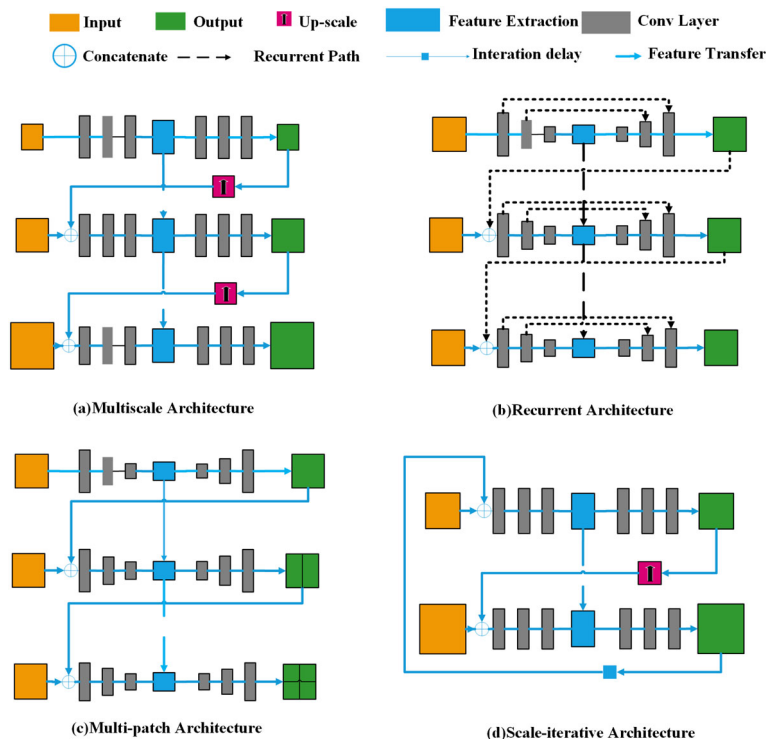 Input
Output
Up-scale
Feature Extraction
Conv Layer
Concatenate
Recurrent Path
Interation delay
Feature Transfer
(a)Multiscale Architecture
(b)Recurrent Architecture
(c)Multi-patch Architecture
(d)Scale-iterative Architecture